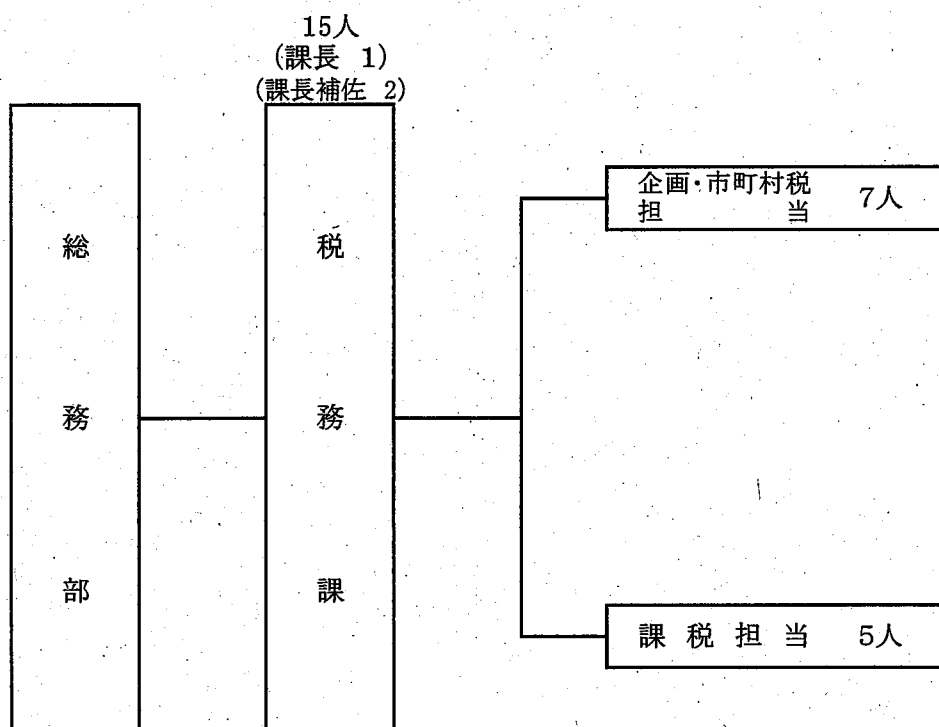 15人
(課長 1)
(課長補佐 2)
総務部
税務課
企画・市町村税
担当 7人
課税担当 5人